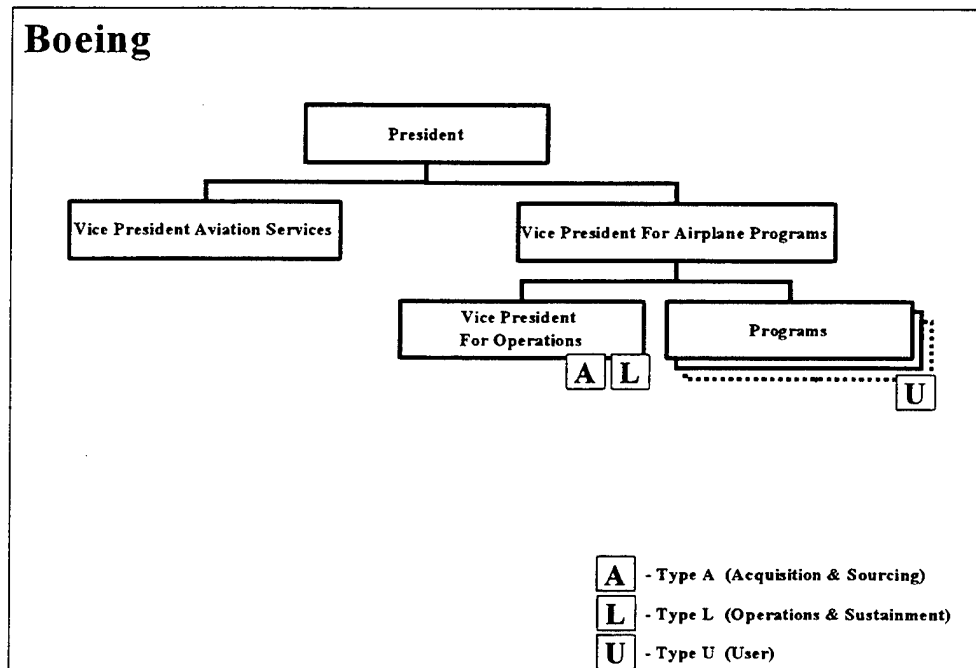 Boeing
President
Vice President Aviation Services
Vice President For Airplane Programs
Vice President
For Operations
Programs
A
L
U
A - Type A (Acquisition & Sourcing)
L - Type L (Operations & Sustainment)
U - Type U (User)